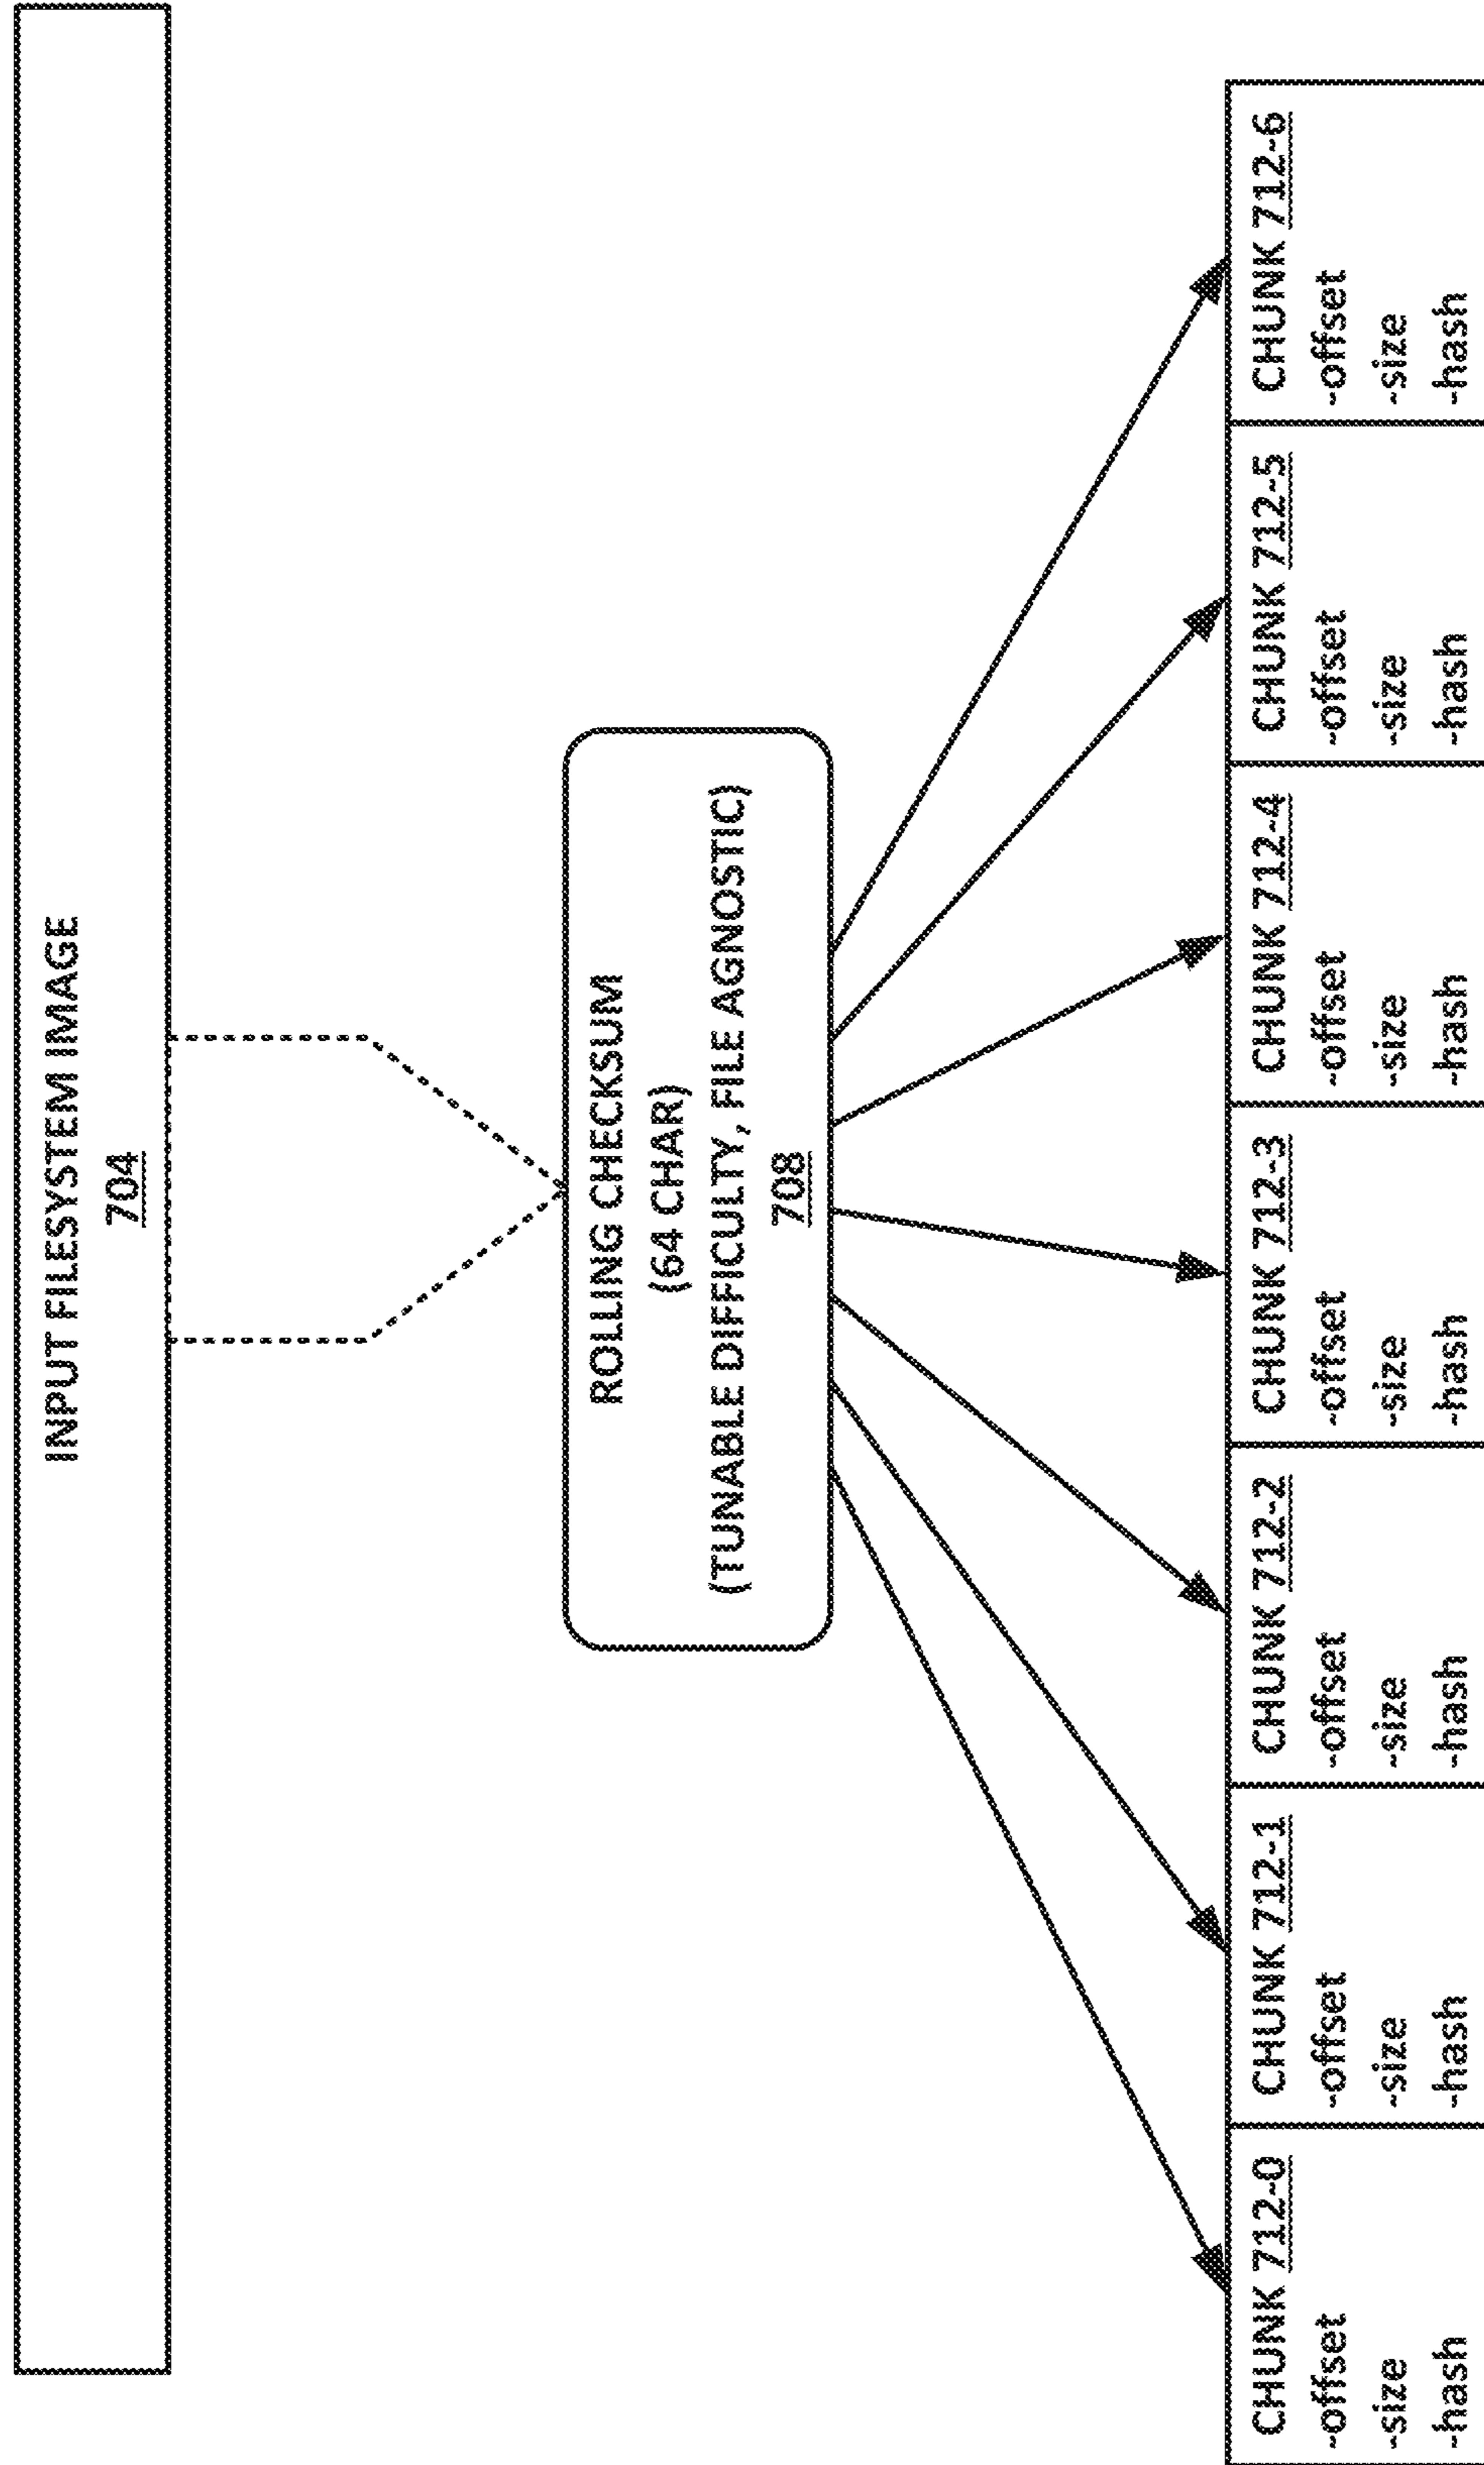 INPUT FILESYSTEM IMAGE
704
ROLLING CHECKSUM
(64 CHAR)
(TUNABLE DIFFICULTY, FILE AGNOSTIC)
708
CHUNK 712-0
-offset
-size
-hash
CHUNK 712-1
-offset
-size
-hash
CHUNK 712-2
-offset
-size
-hash
CHUNK 712-3
-offset
-size
-hash
CHUNK 712-4
-offset
-size
-hash
CHUNK 712-5
-offset
-size
-hash
CHUNK 712-6
-offset
-size
-hash